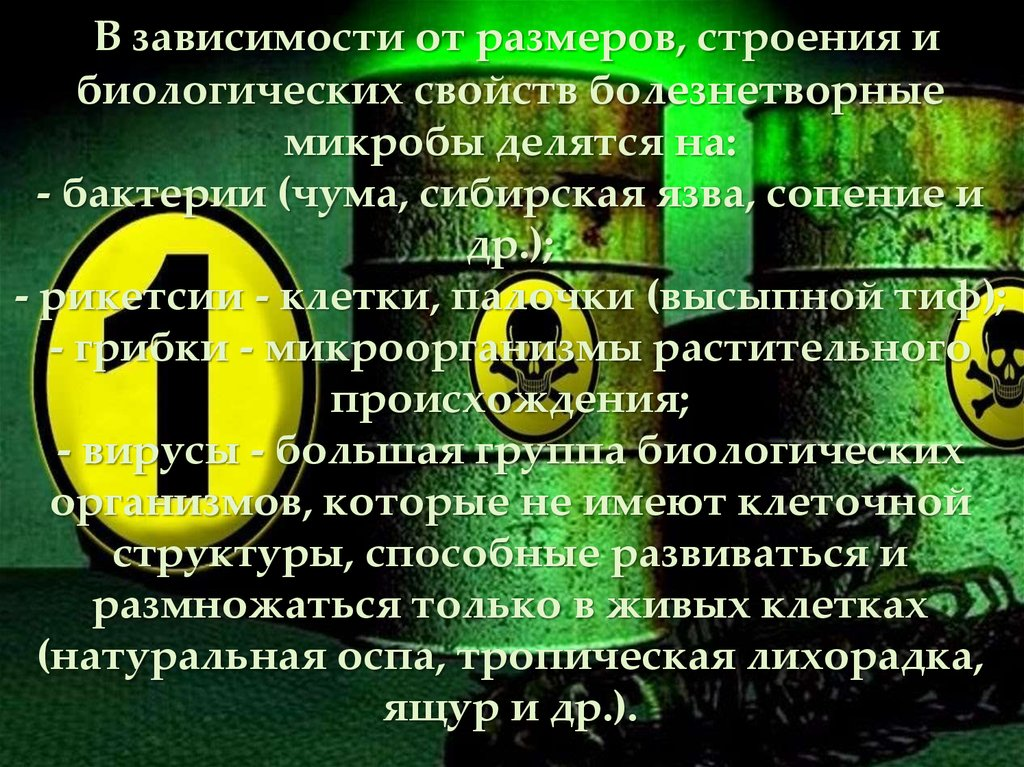 В зависимости от размеров, строения и
биологических свойств болезнетворные
микробы делятся на:
- бактерии (чума, сибирская язва, сопение и
др.);
- рикетсии - клетки, палочки (высыпной тиф);
- грибки - микроорганизмы растительного
происхождения;
- вирусы - большая группа биологических
организмов, которые не имеют клеточной
структуры, способные развиваться и
размножаться только в живых клетках
(натуральная оспа, тропическая лихорадка,
ящур и др.).
1